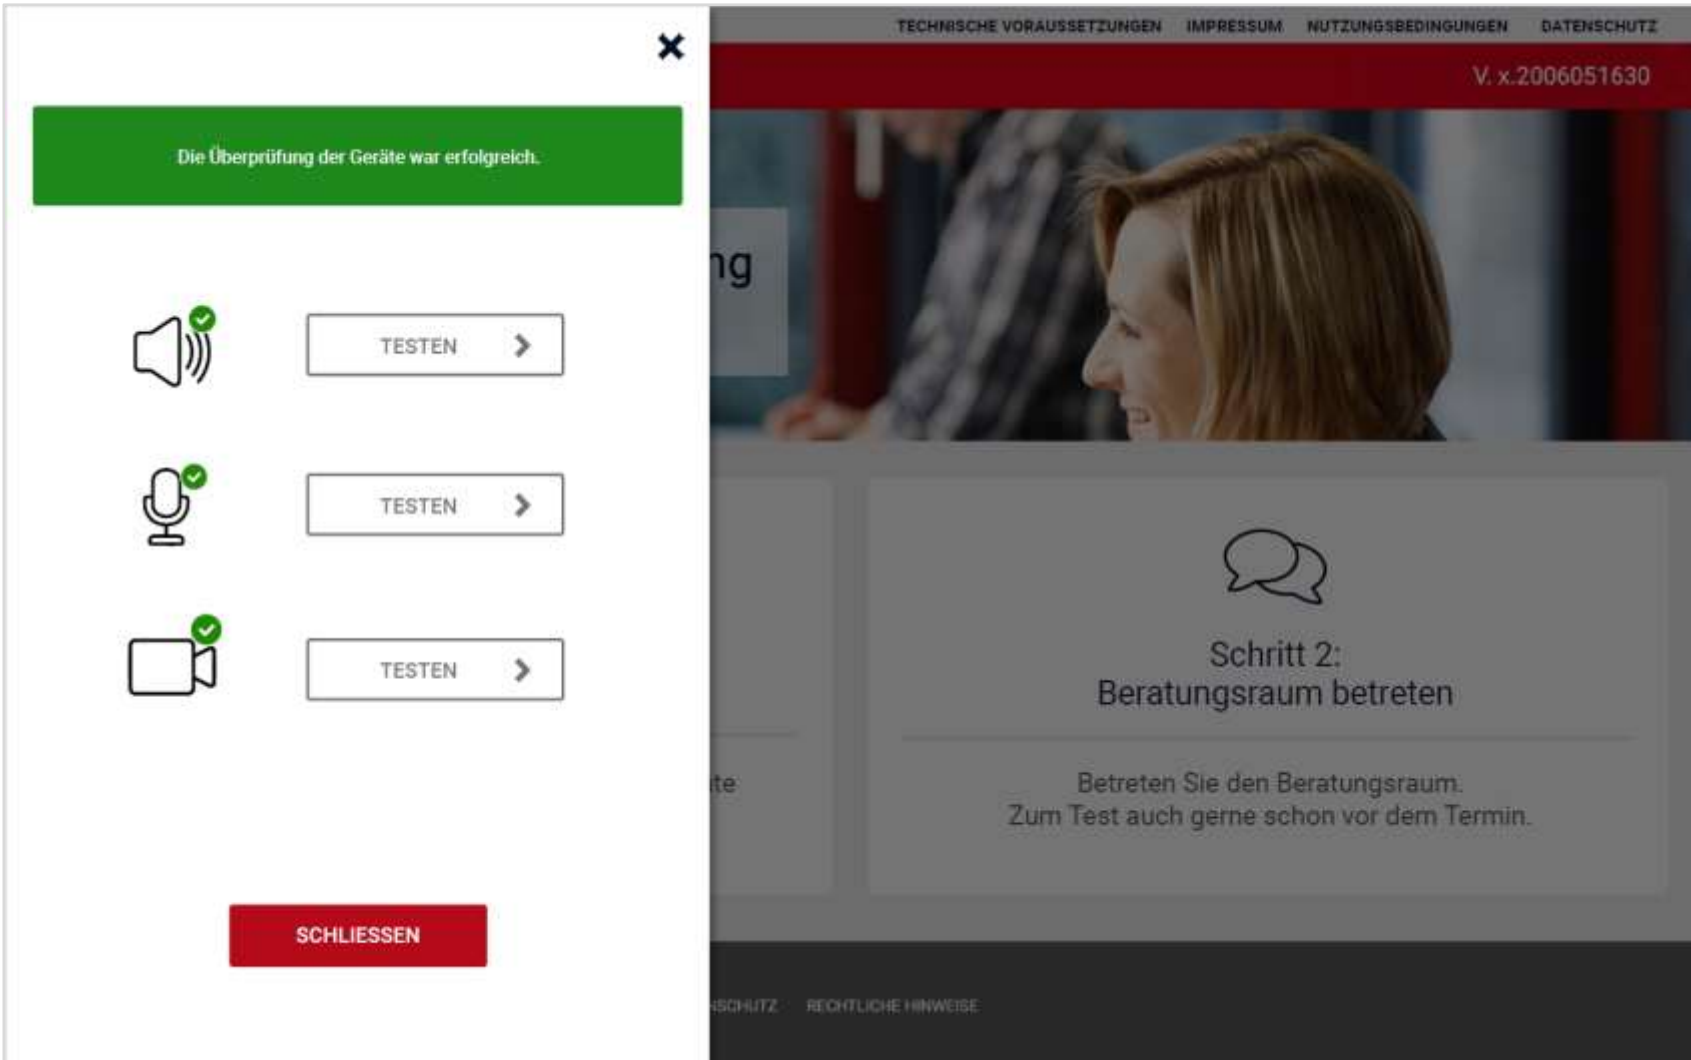 TECHNISCHE VORAUSSETZUNGEN IMPRESSUM NUTZUNGSBEDINGUNGEN DATENSCHUTZ
V. x.2006051630
Die Überprüfung der Geräte war erfolgreich.
ng
TESTEN
TESTEN
TESTEN
Schritt 2:
Beratungsraum betreten
te
Betreten Sie den Beratungsraum.
Zum Test auch gerne schon vor dem Termin.
SCHLIESSEN
NSCHUTZ RECHTLICHE HINWEISE